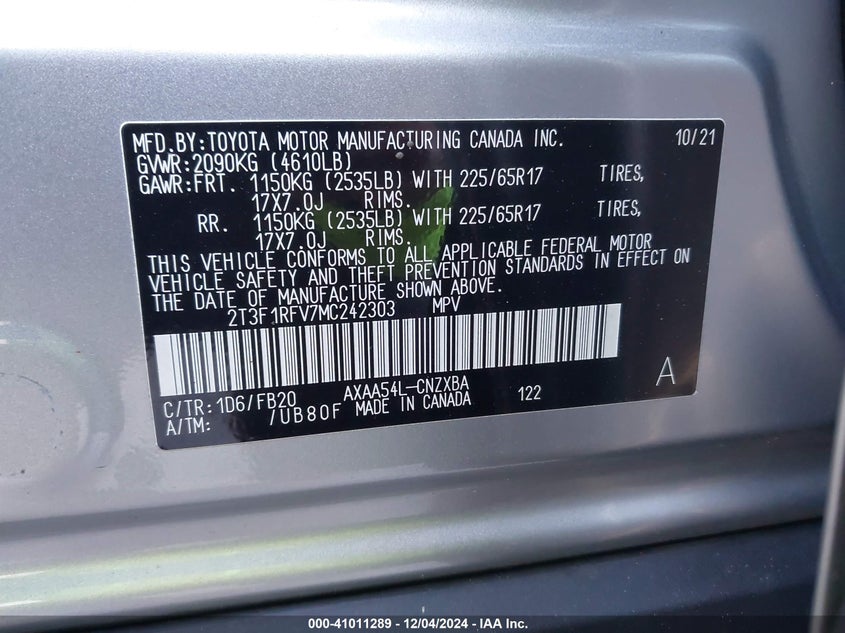 MFD.BY:TOYOTA MOTOR MANUFACTURING CANADA INC. 10/21
GVWR:2090KG (4610LB)
GAWR:FRT. 1150KG (2535LB) WITH 225/65R17 TIRES,
17X7.0J RIMS.
RR. 1150KG (2535LB) WITH 225/65R17 TIRES,
17X7.0J RIMS.
THIS VEHICLE CONFORMS TO ALL APPLICABLE FEDERAL MOTOR
VEHICLE SAFETY AND THEFT PREVENTION STANDARDS IN EFFECT ON
THE DATE OF MANUFACTURE SHOWN ABOVE.
2T3F1RFV7MC242303 MPV
C/TR:1D6/FB20 AXAA54L-CNZXBA 122 A
A/TM: /UB80F MADE IN CANADA
000-41011289 - 12/04/2024 - IAA Inc.